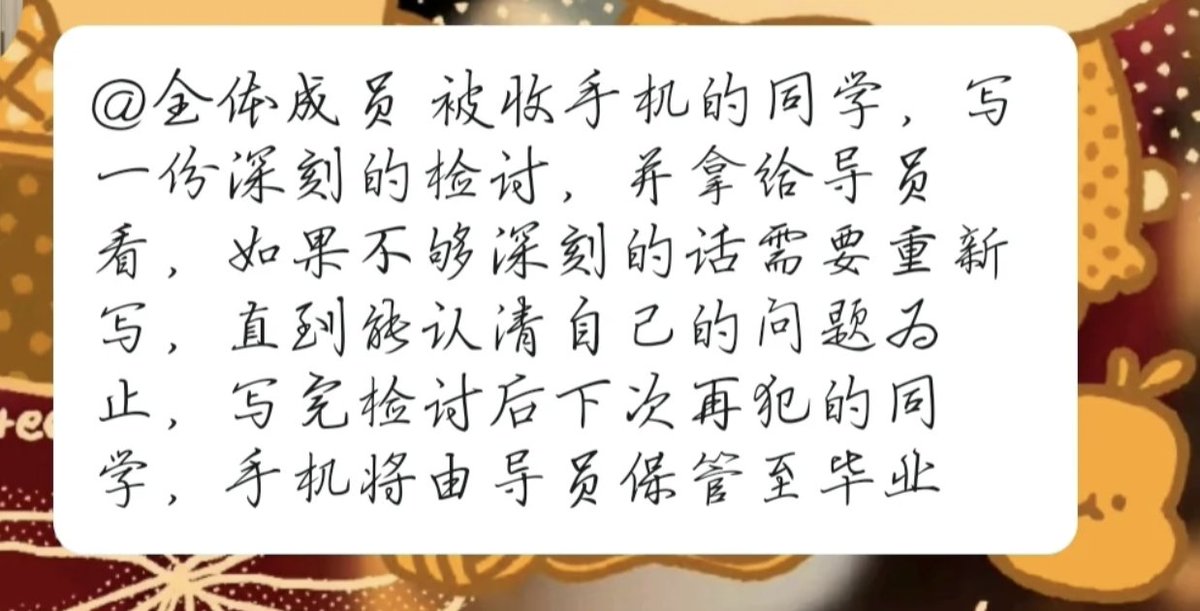 @全体成员 被收手机的同学，写
一份深刻的检讨，并拿给导员
看，如果不够深刻的话需要重新
写，直到能认清自己的问题为
止，写完检讨后下次再犯的同
学，手机将由导员保管至毕业